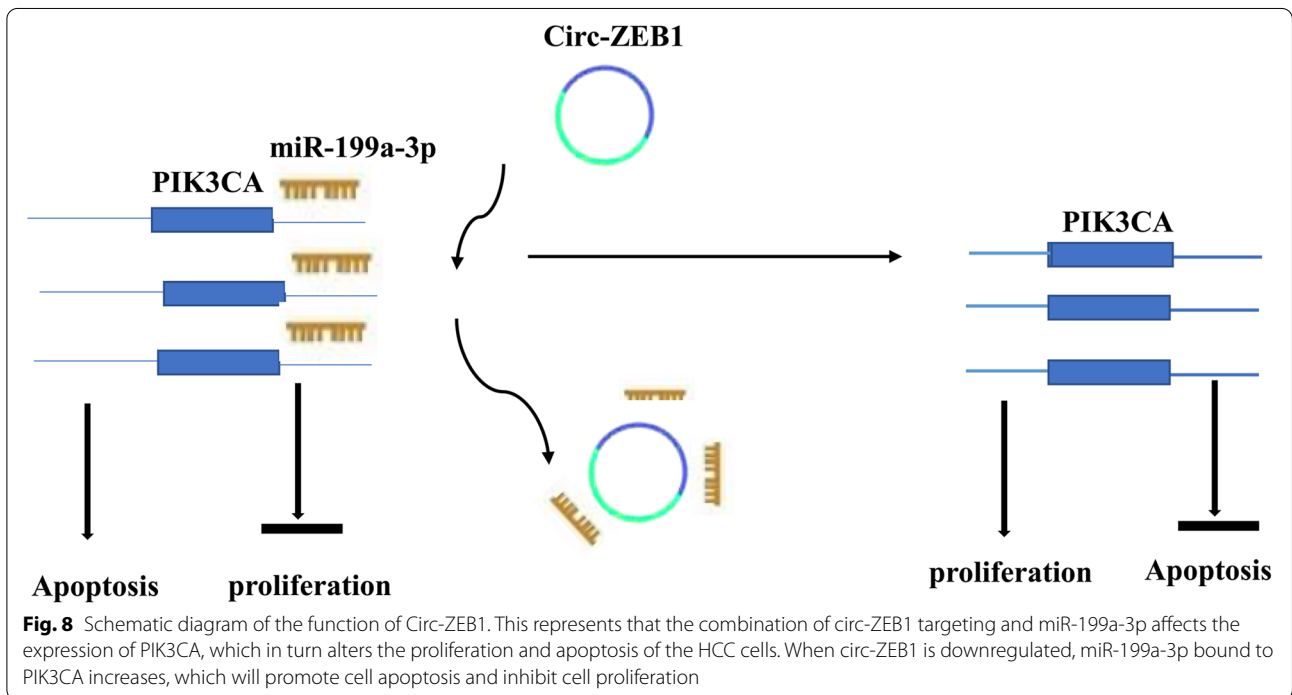 Circ-ZEB1
miR-199a-3p
PIK3CA
PIK3CA
Apoptosis
proliferation
proliferation
Apoptosis
Fig. 8 Schematic diagram of the function of Circ-ZEB1. This represents that the combination of circ-ZEB1 targeting and miR-199a-3p affects the
expression of PIK3CA, which in turn alters the proliferation and apoptosis of the HCC cells. When circ-ZEB1 is downregulated, miR-199a-3p bound to
PIK3CA increases, which will promote cell apoptosis and inhibit cell proliferation